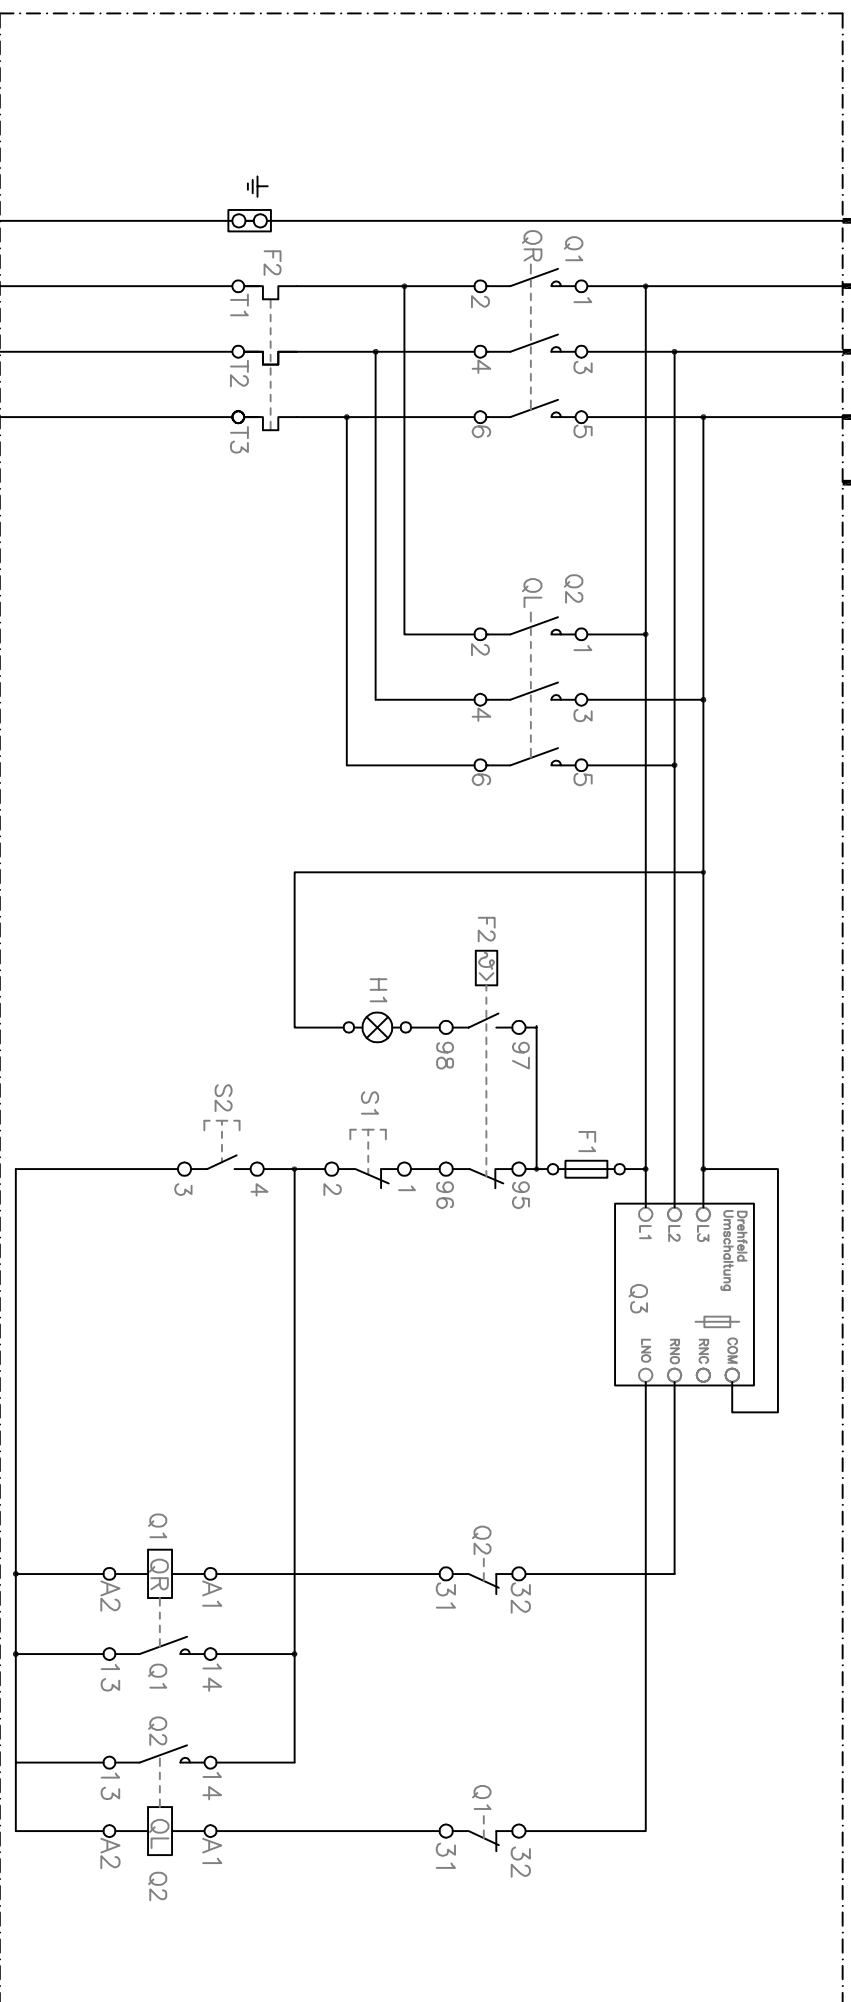 Q1
QR
1
2
3
4
5
6
F2
T1
T2
T3
Q2
QL
1
2
3
4
5
6
F2
H1
97
98
F1
95
96
S1
1
2
S2
4
3
Drehfeld
Umschaltung
L3
L2
L1
Q3
COM
RNC
RNO
LNO
Q2
32
31
Q1
QR
A1
A2
Q1
14
13
Q2
14
13
Q1
32
31
QL
A1
A2
Q2